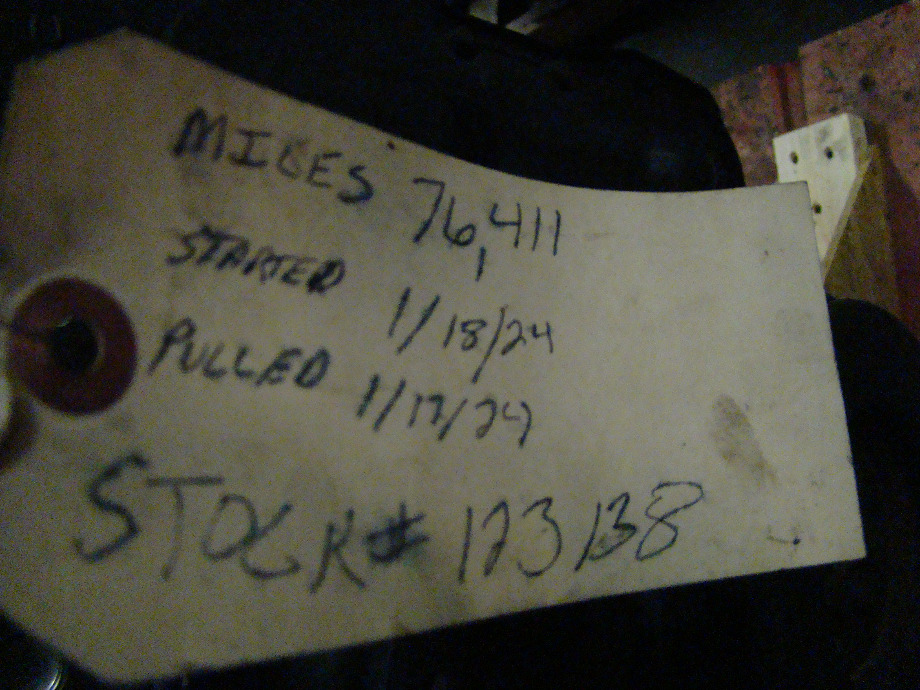 MILES 76,411
STARTED 1/18/24
PULLED 1/17/24
STOCK# 123138